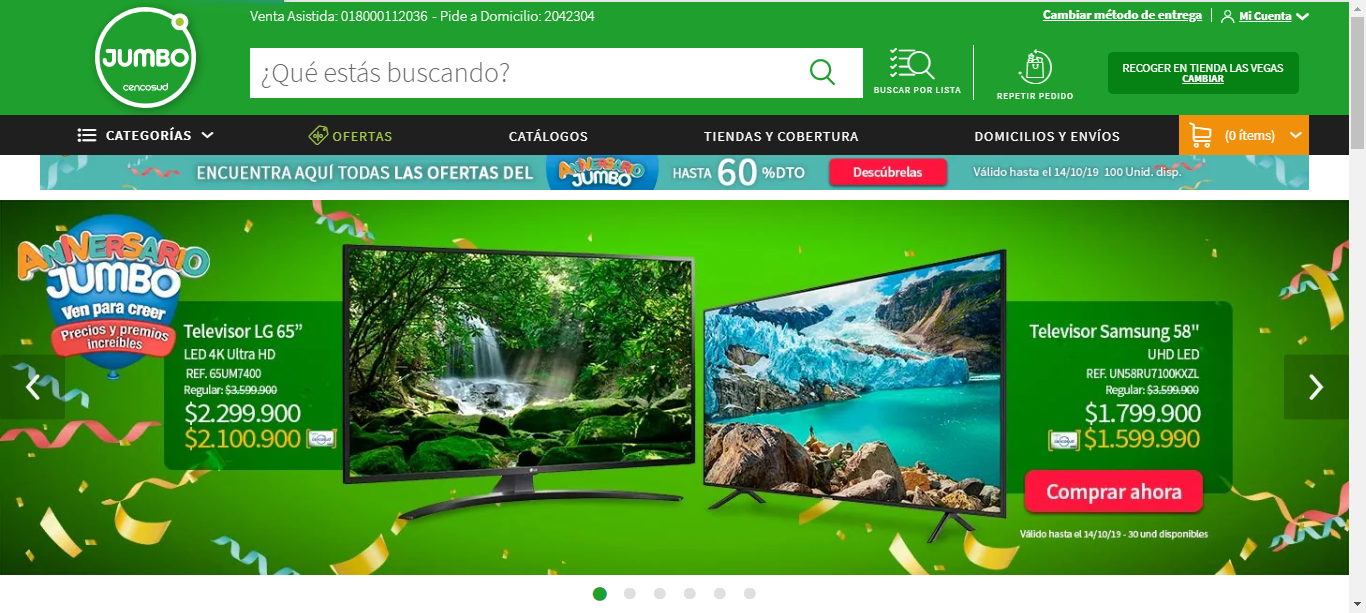 Venta Asistida: 018000112036 - Pide a Domicilio: 2042304
Cambiar método de entrega
Mi Cuenta
JUMBO
cencosud
¿Qué estás buscando?
BUSCAR POR LISTA
REPETIR PEDIDO
RECOGER EN TIENDA LAS VEGAS
CAMBIAR
CATEGORÍAS
OFERTAS
CATÁLOGOS
TIENDAS Y COBERTURA
DOMICILIOS Y ENVÍOS
(0 ítems)
ENCUENTRA AQUÍ TODAS LAS OFERTAS DEL
ANIVERSARIO
JUMBO
HASTA 60 %DTO
Descúbrelas
Válido hasta el 14/10/19 100 Unid. disp.
ANIVERSARIO
JUMBO
Ven para creer
Precios y premios
increíbles
Televisor LG 65”
LED 4K Ultra HD
REF. 65UM7400
Regular: $3.599.900
$2.299.900
$2.100.900
cencosud
LG
Televisor Samsung 58"
UHD LED
REF. UN58RU7100KXZL
Regular: $3.599.900
$1.799.900
cencosud
$1.599.990
Comprar ahora
Válido hasta el 14/10/19 - 30 und disponibles